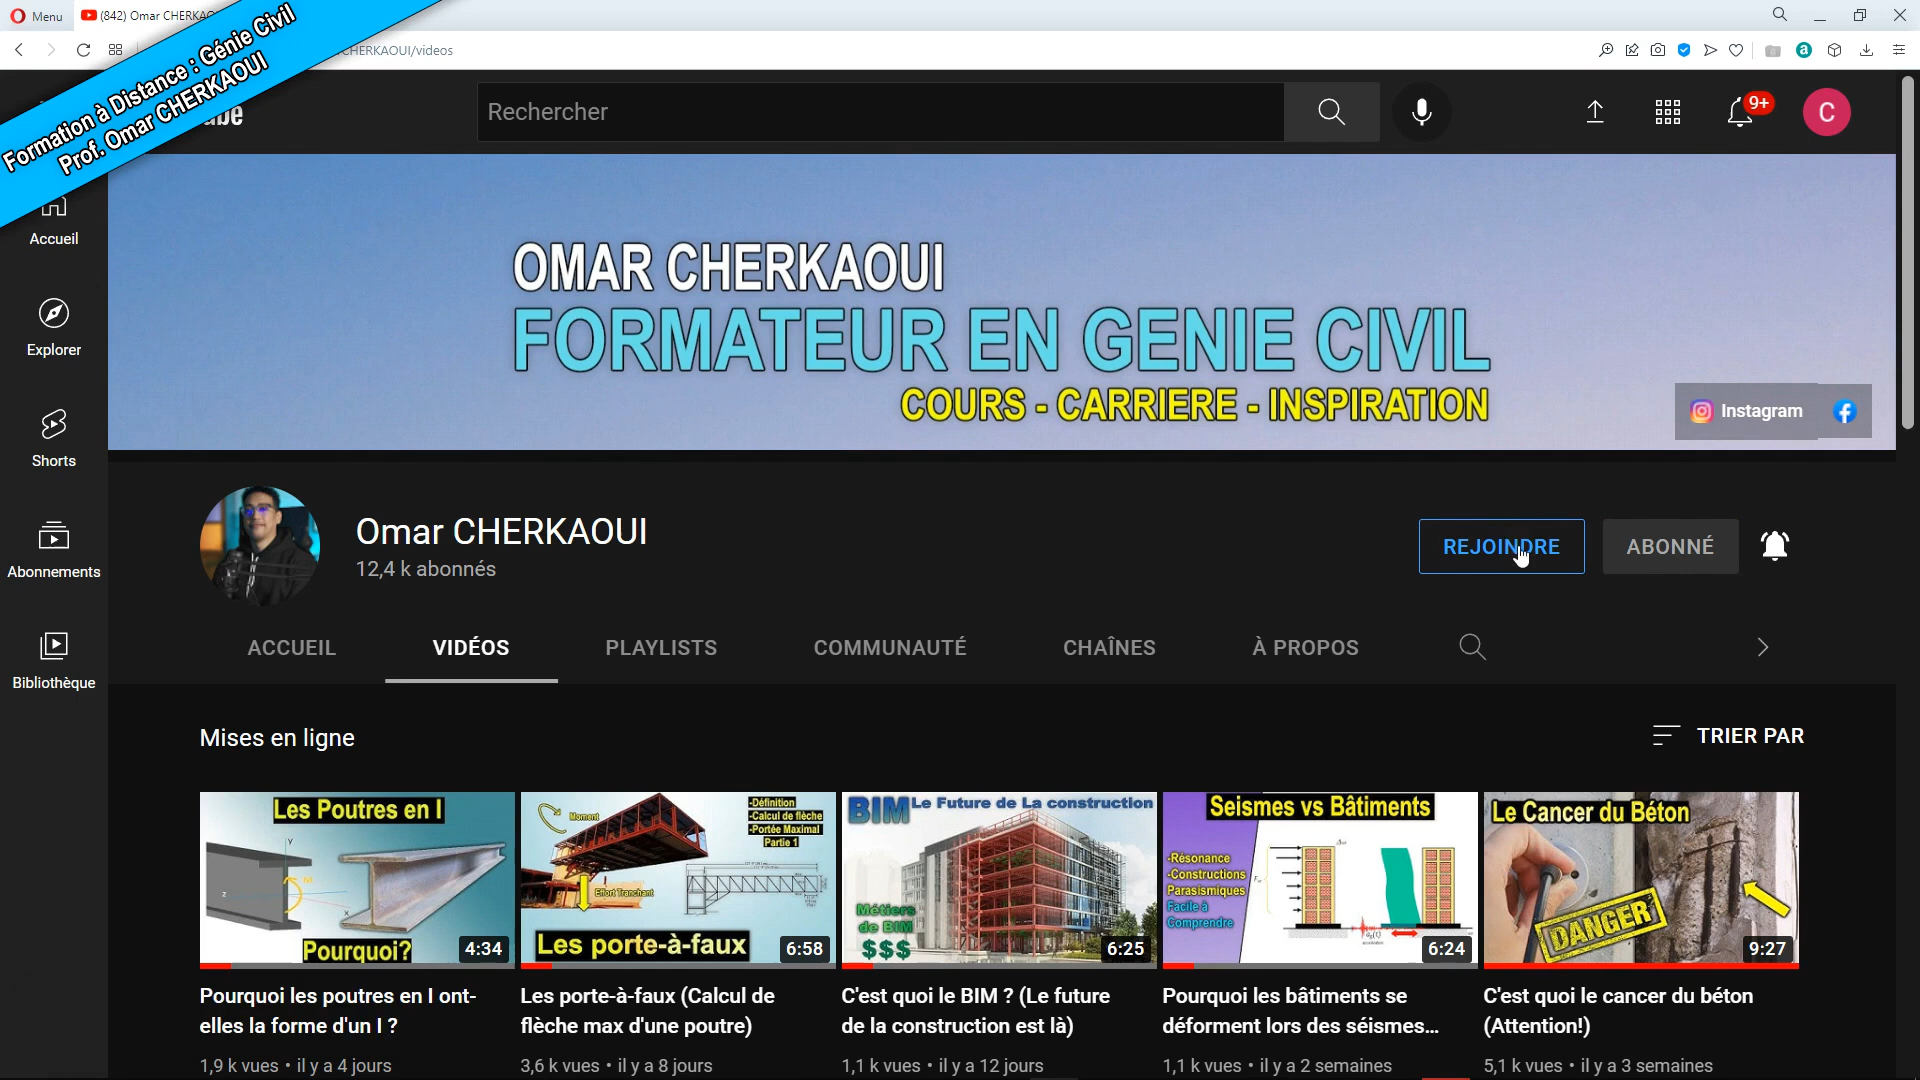 Menu
(842) Omar CHERKAO
Formation à Distance : Génie Civil
Prof. Omar CHERKAOUI
CHERKAOUI/videos
Rechercher
9+
C
Accueil
Explorer
Shorts
Abonnements
Bibliothèque
OMAR CHERKAOUI
FORMATEUR EN GENIE CIVIL
COURS - CARRIERE - INSPIRATION
Instagram
Omar CHERKAOUI
12,4 k abonnés
REJOINDRE
ABONNÉ
ACCUEIL
VIDÉOS
PLAYLISTS
COMMUNAUTÉ
CHAÎNES
À PROPOS
Mises en ligne
TRIER PAR
Les Poutres en I
y
M
z
x
Pourquoi?
4:34
Pourquoi les poutres en I ont-
elles la forme d'un I ?
1,9 k vues • il y a 4 jours
Moment
-Définition
-Calcul de flèche
-Portée Maximal
Partie 1
Effort Tranchant
Les porte-à-faux
6:58
Les porte-à-faux (Calcul de
flèche max d'une poutre)
3,6 k vues • il y a 8 jours
BIM Le Future de La construction
Métiers
de BIM
$$$
6:25
C'est quoi le BIM ? (Le future
de la construction est là)
1,1 k vues • il y a 12 jours
Seismes vs Bâtiments
-Résonance
-Constructions
Parasismiques
Facile à
Comprendre
6:24
Pourquoi les bâtiments se
déforment lors des séismes...
1,1 k vues • il y a 2 semaines
Le Cancer du Béton
DANGER
9:27
C'est quoi le cancer du béton
(Attention!)
5,1 k vues • il y a 3 semaines